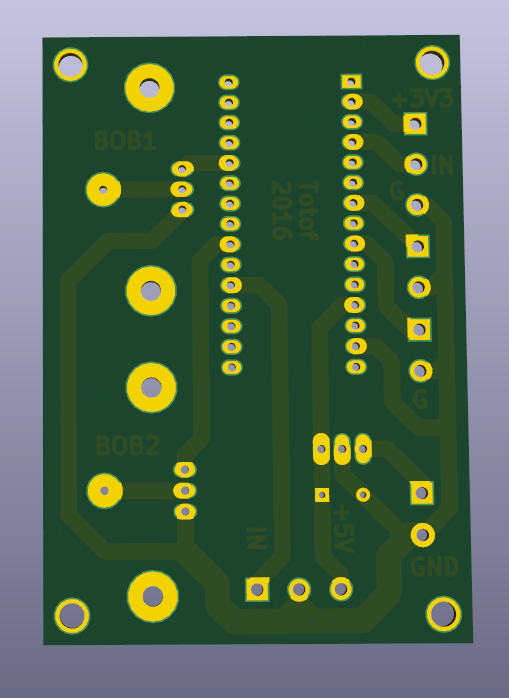 +3V3
BOB1
IN
G
Totof
2016
G
BOB2
IN
+5V
GND